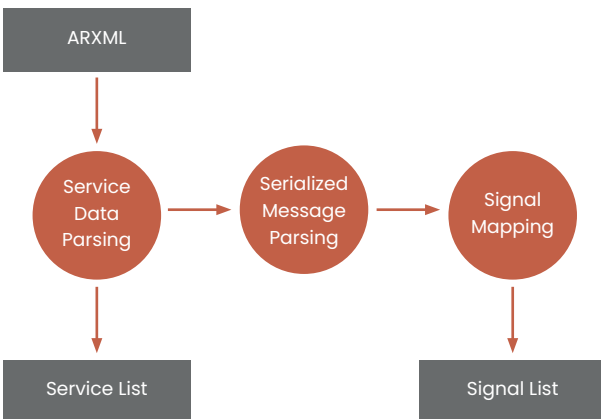 ARXML
Service
Data
Parsing
Serialized
Message
Parsing
Signal
Mapping
Service List
Signal List